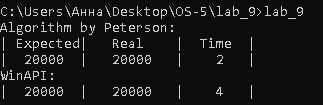 C:\Users\Анна\Desktop\OS-5\lab_9>lab_9
Algorithm by Peterson:
| Expected| Real | Time |
| 20000 | 20000 | 2 |
WinAPI:
| 20000 | 20000 | 4 |